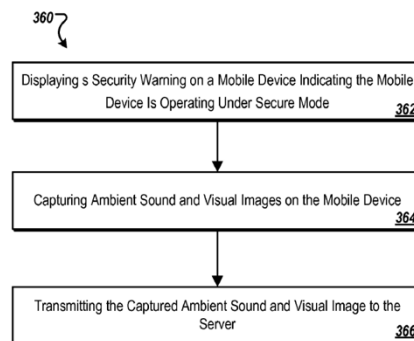 360
Displaying s Security Warning on a Mobile Device Indicating the Mobile
Device Is Operating Under Secure Mode
362
Capturing Ambient Sound and Visual Images on the Mobile Device
364
Transmitting the Captured Ambient Sound and Visual Image to the
Server
366